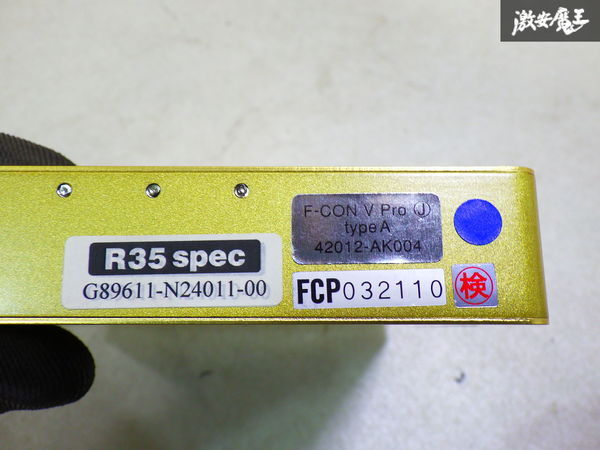 激安魔王
F-CON V Pro Ⓙ
type A
42012-AK004
R35 spec
G89611-N24011-00
FCP032110
検